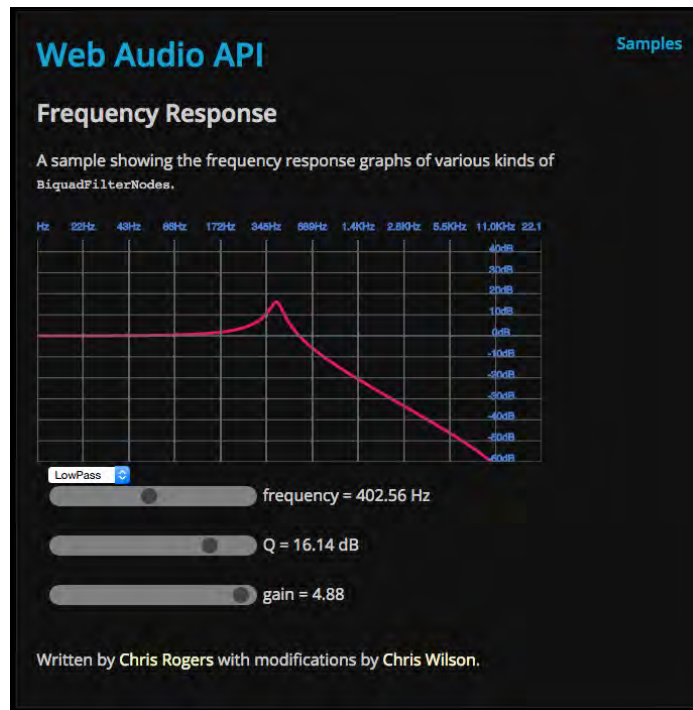 Web Audio API
Samples
Frequency Response
A sample showing the frequency response graphs of various kinds of
BiquadFilterNodes.
Hz 22Hz 43Hz 86Hz 172Hz 345Hz 689Hz 1.4KHz 2.8KHz 5.5KHz 11.0KHz 22.1
40dB
30dB
20dB
10dB
0dB
-10dB
-20dB
-30dB
-40dB
-50dB
-60dB
LowPass
frequency = 402.56 Hz
Q = 16.14 dB
gain = 4.88
Written by Chris Rogers with modifications by Chris Wilson.